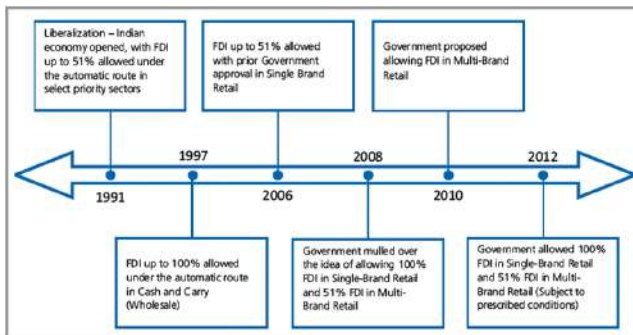 Liberalization – Indian
economy opened, with FDI
up to 51% allowed under
the automatic route in
select priority sectors
FDI up to 51% allowed
with prior Government
approval in Single Brand
Retail
Government proposed
allowing FDI in Multi-Brand
Retail
1997
2008
2012
1991
2006
2010
FDI up to 100% allowed
under the automatic route
in Cash and Carry
(Wholesale)
Government mulled over
the idea of allowing 100%
FDI in Single-Brand Retail
and 51% FDI in Multi-
Brand Retail
Government allowed 100%
FDI in Single-Brand Retail
and 51% FDI in Multi-
Brand Retail (Subject to
prescribed conditions)